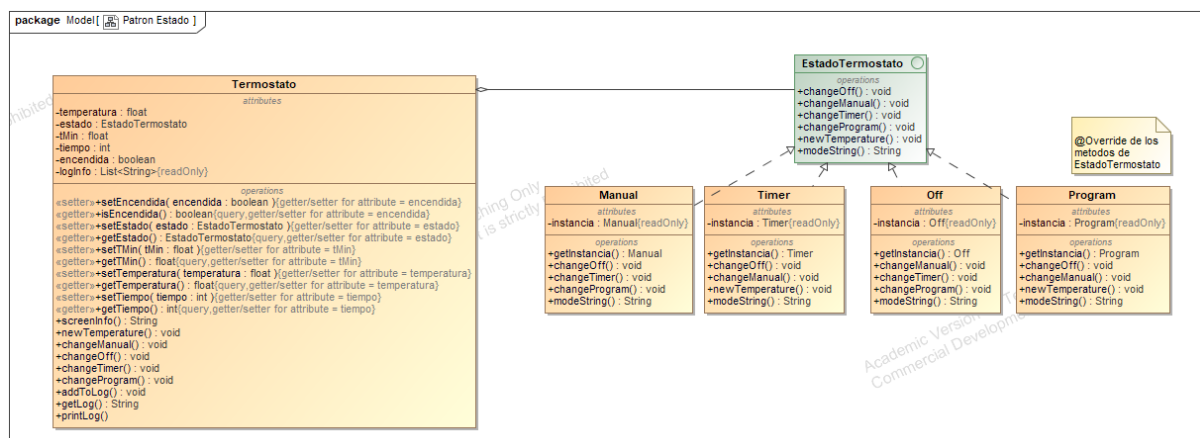 package Model[ Patron Estado ]
Termostato
attributes
-temperatura : float
-estado : EstadoTermostato
-tMin : float
-tiempo : int
-encendida : boolean
-logInfo : List<String>{readOnly}
operations
«setter»+setEncendida( encendida : boolean ){getter/setter for attribute = encendida}
«getter»+isEncendida() : boolean{query,getter/setter for attribute = encendida}
«setter»+setEstado( estado : EstadoTermostato ){getter/setter for attribute = estado}
«getter»+getEstado() : EstadoTermostato{query,getter/setter for attribute = estado}
«setter»+setTMin( tMin : float ){getter/setter for attribute = tMin}
«getter»+getTMin() : float{query,getter/setter for attribute = tMin}
«setter»+setTemperatura( temperatura : float ){getter/setter for attribute = temperatura}
«getter»+getTemperatura() : float{query,getter/setter for attribute = temperatura}
«setter»+setTiempo( tiempo : int ){getter/setter for attribute = tiempo}
«getter»+getTiempo() : int{query,getter/setter for attribute = tiempo}
+screenInfo() : String
+newTemperature() : void
+changeManual() : void
+changeOff() : void
+changeTimer() : void
+changeProgram() : void
+addToLog() : void
+getLog() : String
+printLog()
EstadoTermostato
operations
+changeOff() : void
+changeManual() : void
+changeTimer() : void
+changeProgram() : void
+newTemperature() : void
+modeString() : String
@Override de los
metodos de
EstadoTermostato
Manual
attributes
-instancia : Manual{readOnly}
operations
+getInstancia() : Manual
+changeOff() : void
+changeTimer() : void
+changeProgram() : void
+modeString() : String
Timer
attributes
-instancia : Timer{readOnly}
operations
+getInstancia() : Timer
+changeOff() : void
+changeManual() : void
+newTemperature() : void
+modeString() : String
Off
attributes
-instancia : Off{readOnly}
operations
+getInstancia() : Off
+changeManual() : void
+changeTimer() : void
+changeProgram() : void
+modeString() : String
Program
attributes
-instancia : Program{readOnly}
operations
+getInstancia() : Program
+changeOff() : void
+changeManual() : void
+newTemperature() : void
+modeString() : String
Only
is strictly
Academic Version
Commercial Developm